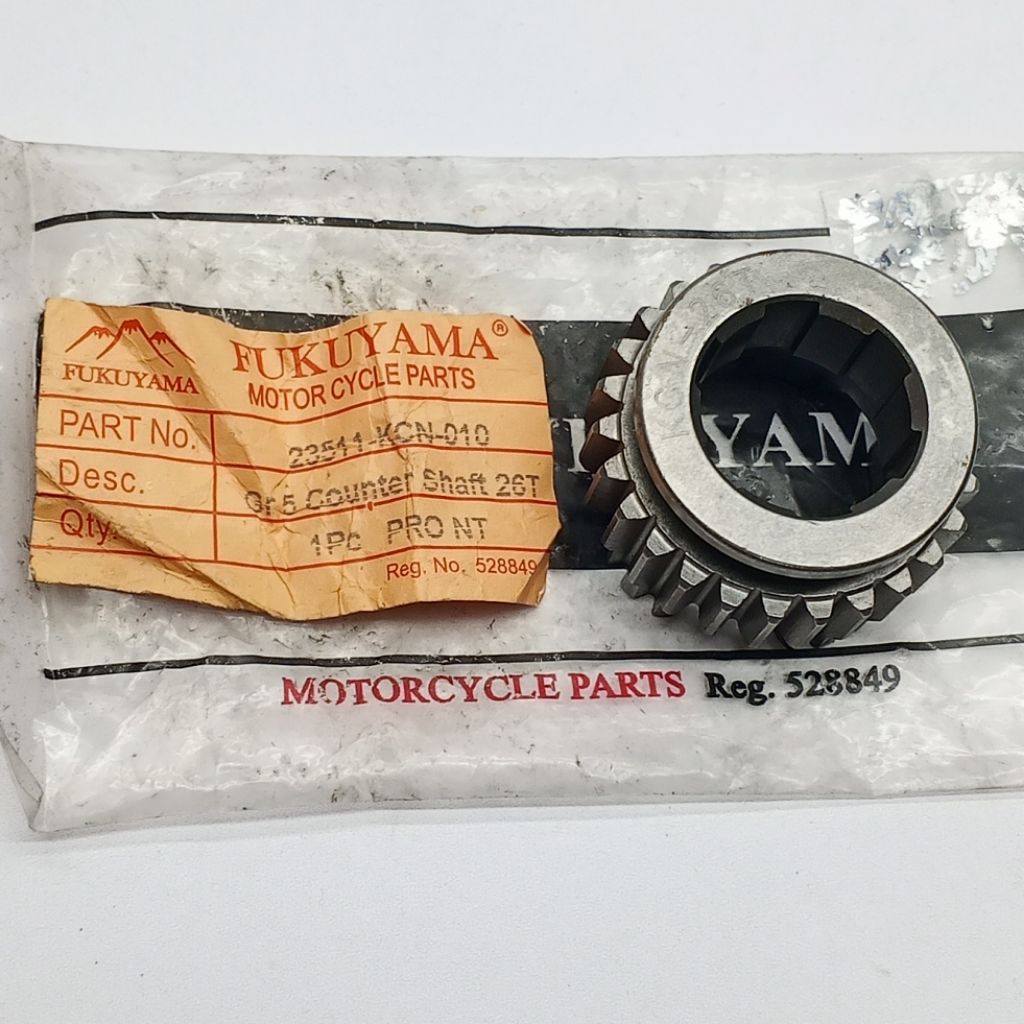 FUKUYAMA
FUKUYAMA®
MOTOR CYCLE PARTS
PART No. 23511-KCN-010
Desc. Gr 5 Counter Shaft 26T
Qty. 1Pc PRO NT
Reg. No. 528849
YAM
MOTORCYCLE PARTS Reg. 528849